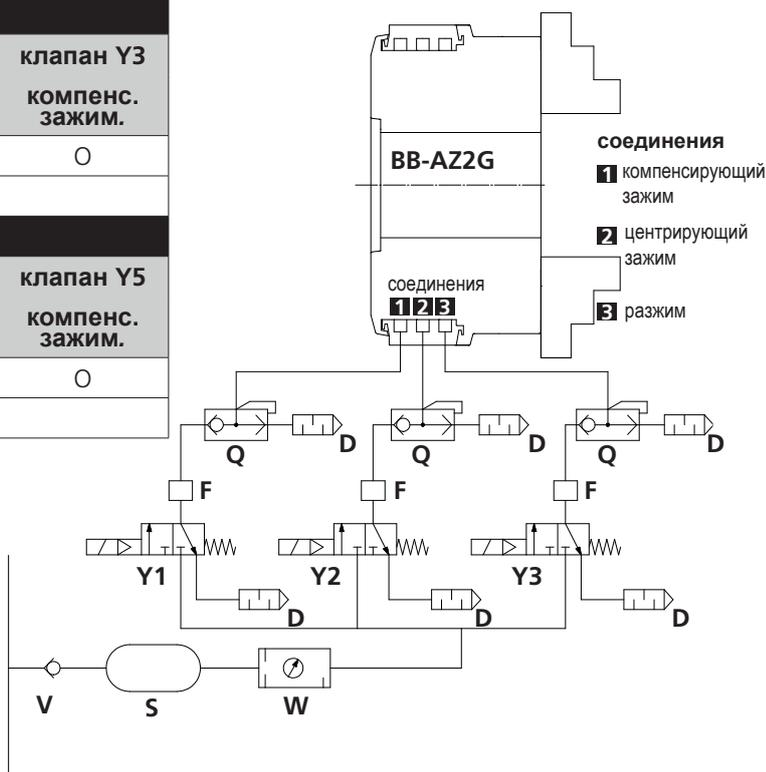 клапан Y3
компенс.
зажим.
O
клапан Y5
компенс.
зажим.
O
BB-AZ2G
соединения
1 2 3
соединения
1 компенсирующий
зажим
2 центрирующий
зажим
3 разжим
Q D Q D Q D
F F F
Y1 Y2 Y3
D D D
V S W